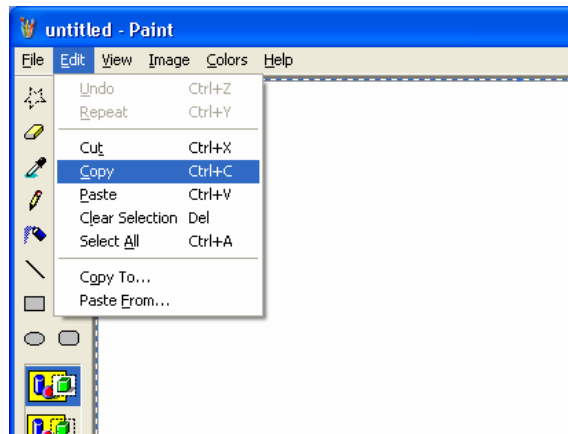 untitled - Paint
File Edit View Image Colors Help
Undo Ctrl+Z
Repeat Ctrl+Y
Cut Ctrl+X
Copy Ctrl+C
Paste Ctrl+V
Clear Selection Del
Select All Ctrl+A
Copy To...
Paste From...